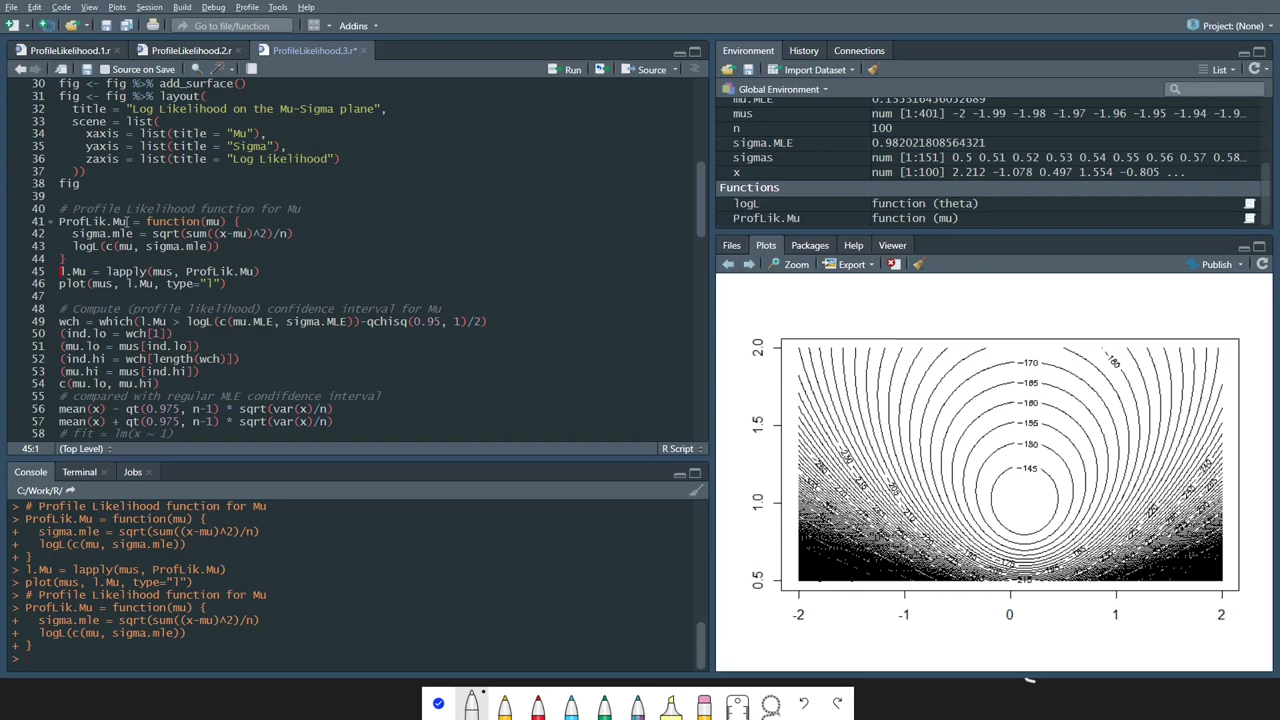 File Edit Code View Plots Session Build Debug Profile Tools Help
Go to file/function Addins Project: (None)
ProfileLikelihood.1.r ProfileLikelihood.2.r ProfileLikelihood.3.r*
Source on Save Run Source
30 fig <- fig %>% add_surface()
31 fig <- fig %>% layout(
32 title = "Log Likelihood on the Mu-Sigma plane",
33 scene = list(
34 xaxis = list(title = "Mu"),
35 yaxis = list(title = "Sigma"),
36 zaxis = list(title = "Log Likelihood")
37 ))
38 fig
39
40 # Profile Likelihood function for Mu
41 ProfLik.Mu = function(mu) {
42 sigma.mle = sqrt(sum((x-mu)^2)/n)
43 logL(c(mu, sigma.mle))
44 }
45 l.Mu = lapply(mus, ProfLik.Mu)
46 plot(mus, l.Mu, type="l")
47
48 # Compute (profile likelihood) confidence interval for Mu
49 wch = which(l.Mu > logL(c(mu.MLE, sigma.MLE))-qchisq(0.95, 1)/2)
50 (ind.lo = wch[1])
51 (mu.lo = mus[ind.lo])
52 (ind.hi = wch[length(wch)])
53 (mu.hi = mus[ind.hi])
54 c(mu.lo, mu.hi)
55 # compared with regular MLE condifdence interval
56 mean(x) - qt(0.975, n-1) * sqrt(var(x)/n)
57 mean(x) + qt(0.975, n-1) * sqrt(var(x)/n)
58 # fit = lm(x ~ 1)
45:1 (Top Level) R Script
Console Terminal Jobs
C:/Work/R/
> # Profile Likelihood function for Mu
> ProfLik.Mu = function(mu) {
+ sigma.mle = sqrt(sum((x-mu)^2)/n)
+ logL(c(mu, sigma.mle))
+ }
> l.Mu = lapply(mus, ProfLik.Mu)
> plot(mus, l.Mu, type="l")
> # Profile Likelihood function for Mu
> ProfLik.Mu = function(mu) {
+ sigma.mle = sqrt(sum((x-mu)^2)/n)
+ logL(c(mu, sigma.mle))
+ }
>
Environment History Connections
Import Dataset List
Global Environment
mu.MLE 0.153316456052689
mus num [1:401] -2 -1.99 -1.98 -1.97 -1.96 -1.95 -1.94 -1.9...
n 100
sigma.MLE 0.982021808564321
sigmas num [1:151] 0.5 0.51 0.52 0.53 0.54 0.55 0.56 0.57 0.58...
x num [1:100] 2.212 -1.078 0.497 1.554 -0.805 ...
Functions
logL function (theta)
ProfLik.Mu function (mu)
Files Plots Packages Help Viewer
Zoom Export Publish
2.0
1.5
1.0
0.5
-180
-170
-165
-160
-155
-150
-145
-215
-2 -1 0 1 2